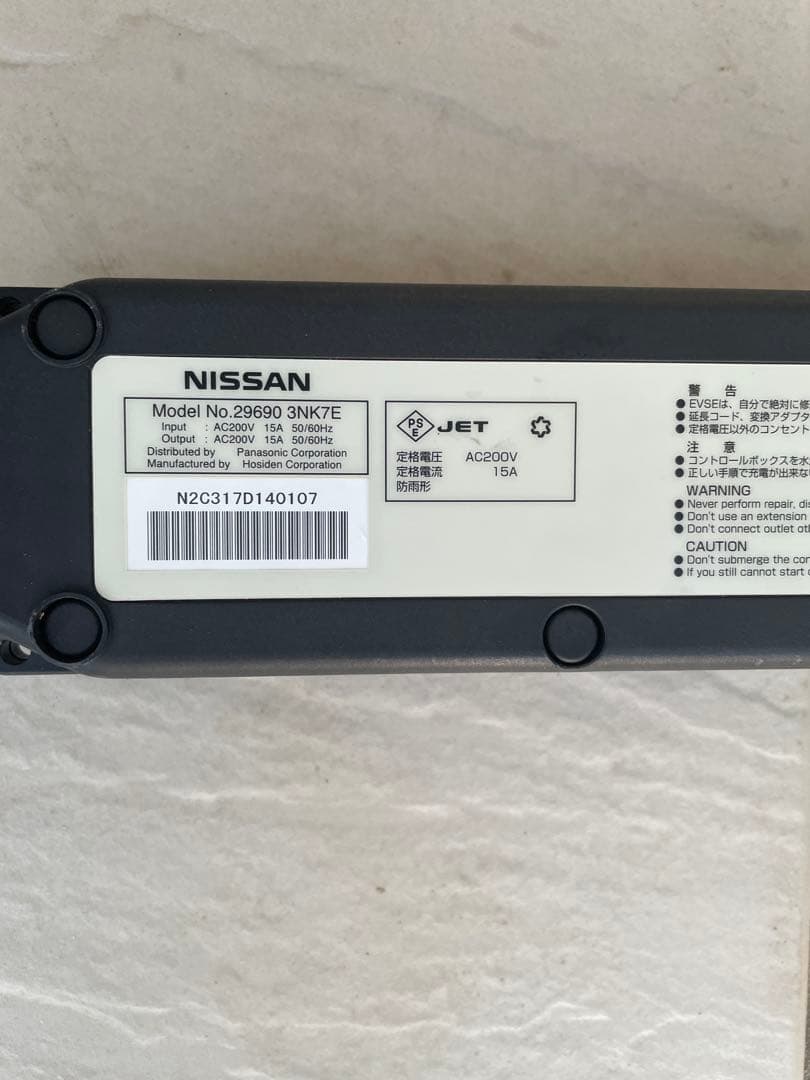 NISSAN
Model No.29690 3NK7E
Input : AC200V 15A 50/60Hz
Output : AC200V 15A 50/60Hz
Distributed by Panasonic Corporation
Manufactured by Hosiden Corporation
N2C317D140107
PS
E
JET
定格電圧 AC200V
定格電流 15A
防雨形
警 告
● EVSEは、自分で絶対に修
● 延長コード、変換アダプタ
● 定格電圧以外のコンセント
注 意
● コントロールボックスを水
● 正しい手順で充電が出来な
WARNING
● Never perform repair, dis
● Don't use an extension
● Don't connect outlet oth
CAUTION
● Don't submerge the con
● If you still cannot start